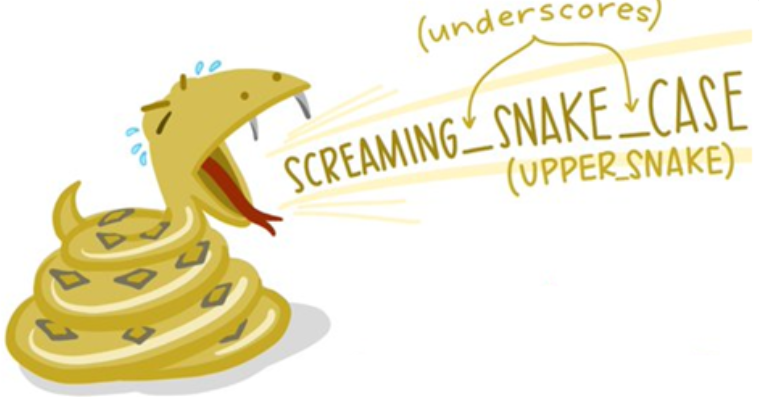 (underscores)
SCREAMING_SNAKE_CASE
(UPPER_SNAKE)